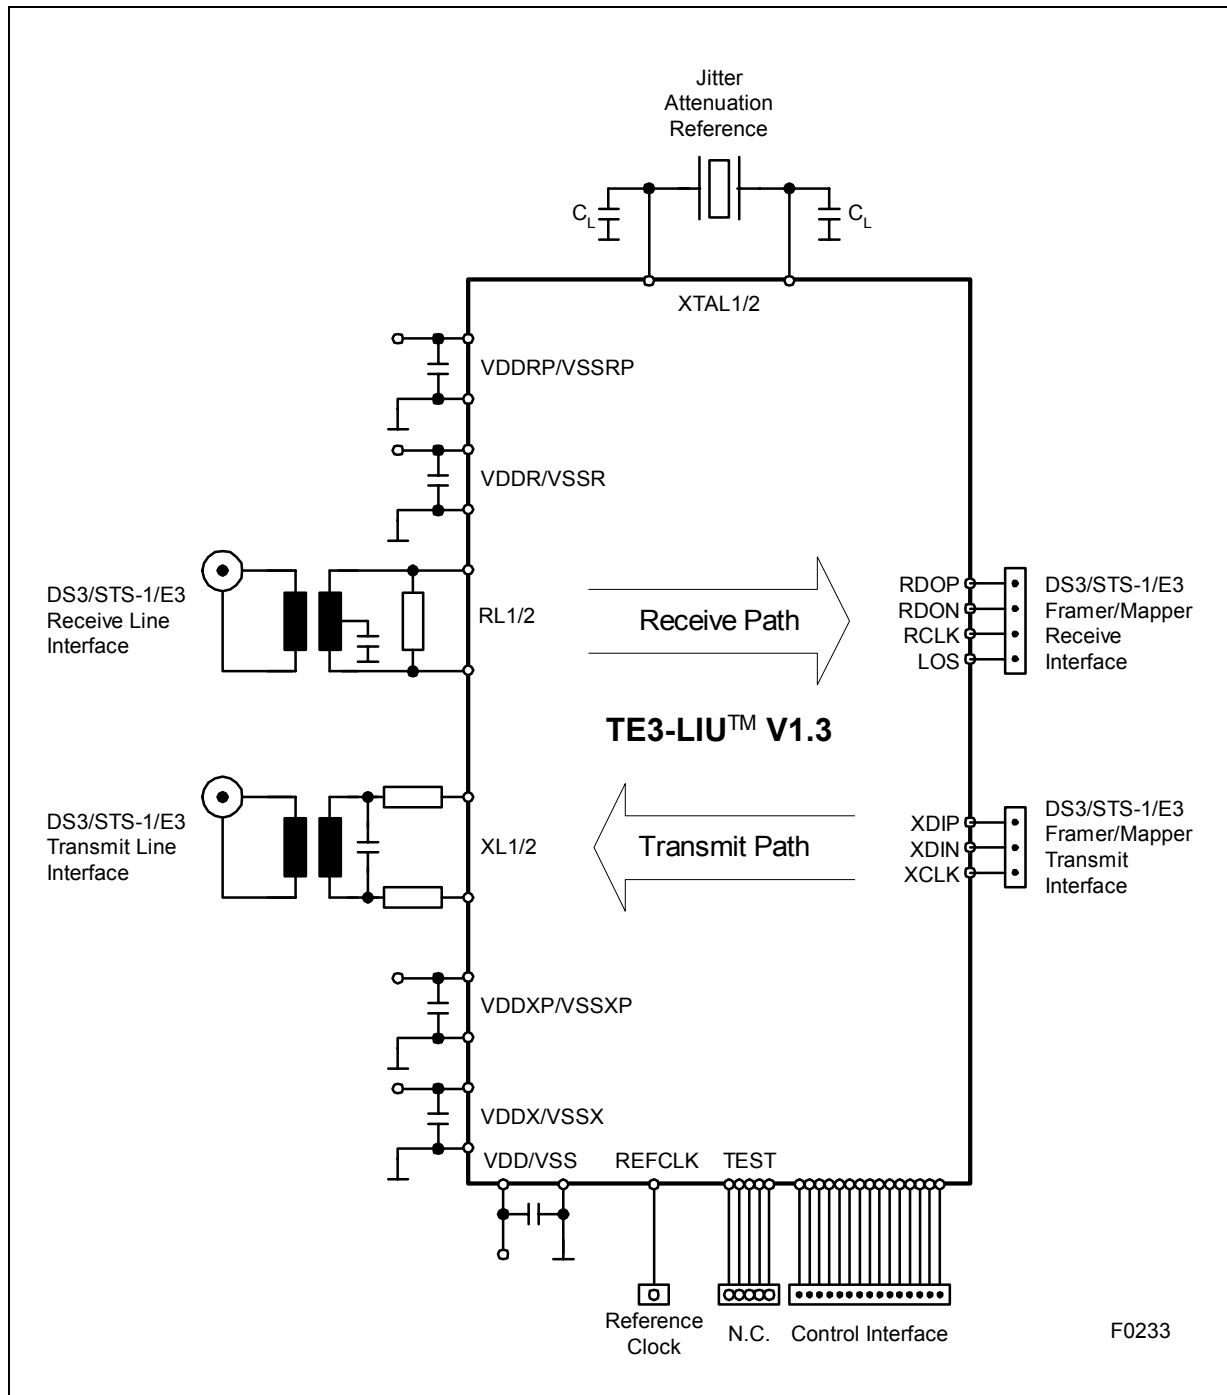 Jitter
Attenuation
Reference
CL
CL
XTAL1/2
VDDRP/VSSRP
VDDR/VSSR
DS3/STS-1/E3
Receive Line
Interface
RL1/2
Receive Path
RDOP
RDON
RCLK
LOS
DS3/STS-1/E3
Framer/Mapper
Receive
Interface
TE3-LIU™ V1.3
DS3/STS-1/E3
Transmit Line
Interface
XL1/2
Transmit Path
XDIP
XDIN
XCLK
DS3/STS-1/E3
Framer/Mapper
Transmit
Interface
VDDXP/VSSXP
VDDX/VSSX
VDD/VSS
REFCLK
TEST
Reference
Clock
N.C.
Control Interface
F0233